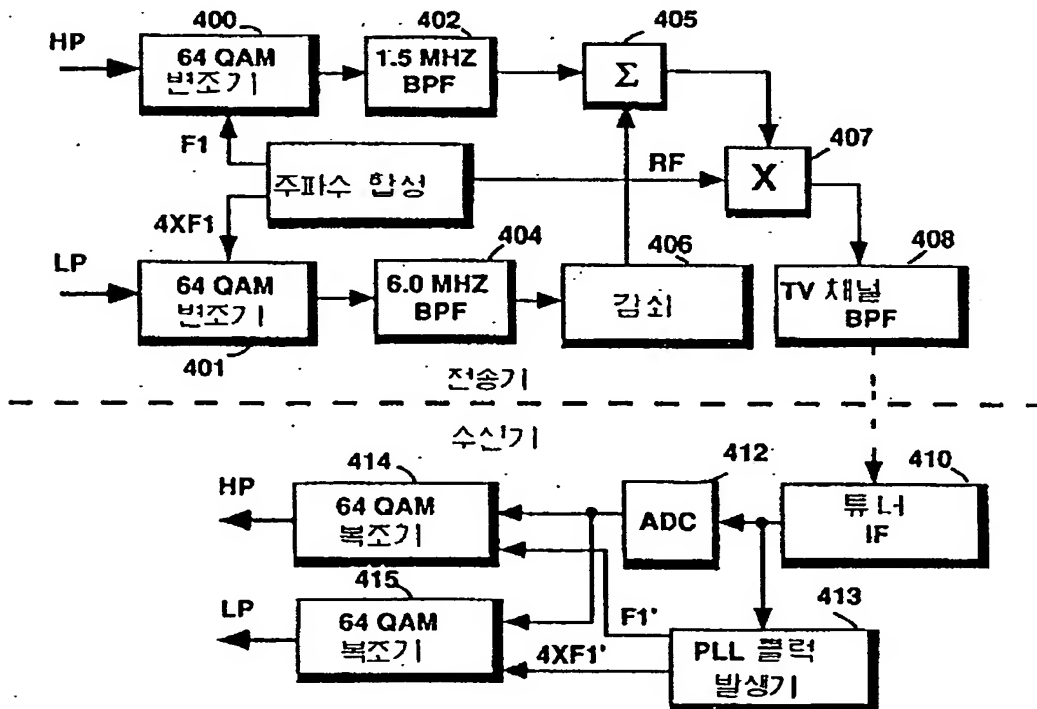 400
402
405
HP
64 QAM
변조기
1.5 MHZ
BPF
Σ
407
F1
주파수 합성
RF
X
4XF1
404
406
408
LP
64 QAM
변조기
6.0 MHZ
BPF
감쇠
TV 채널
BPF
401
전송기
수신기
414
412
410
HP
64 QAM
복조기
ADC
튜너
IF
415
413
LP
64 QAM
복조기
F1'
4XF1'
PLL 클럭
발생기